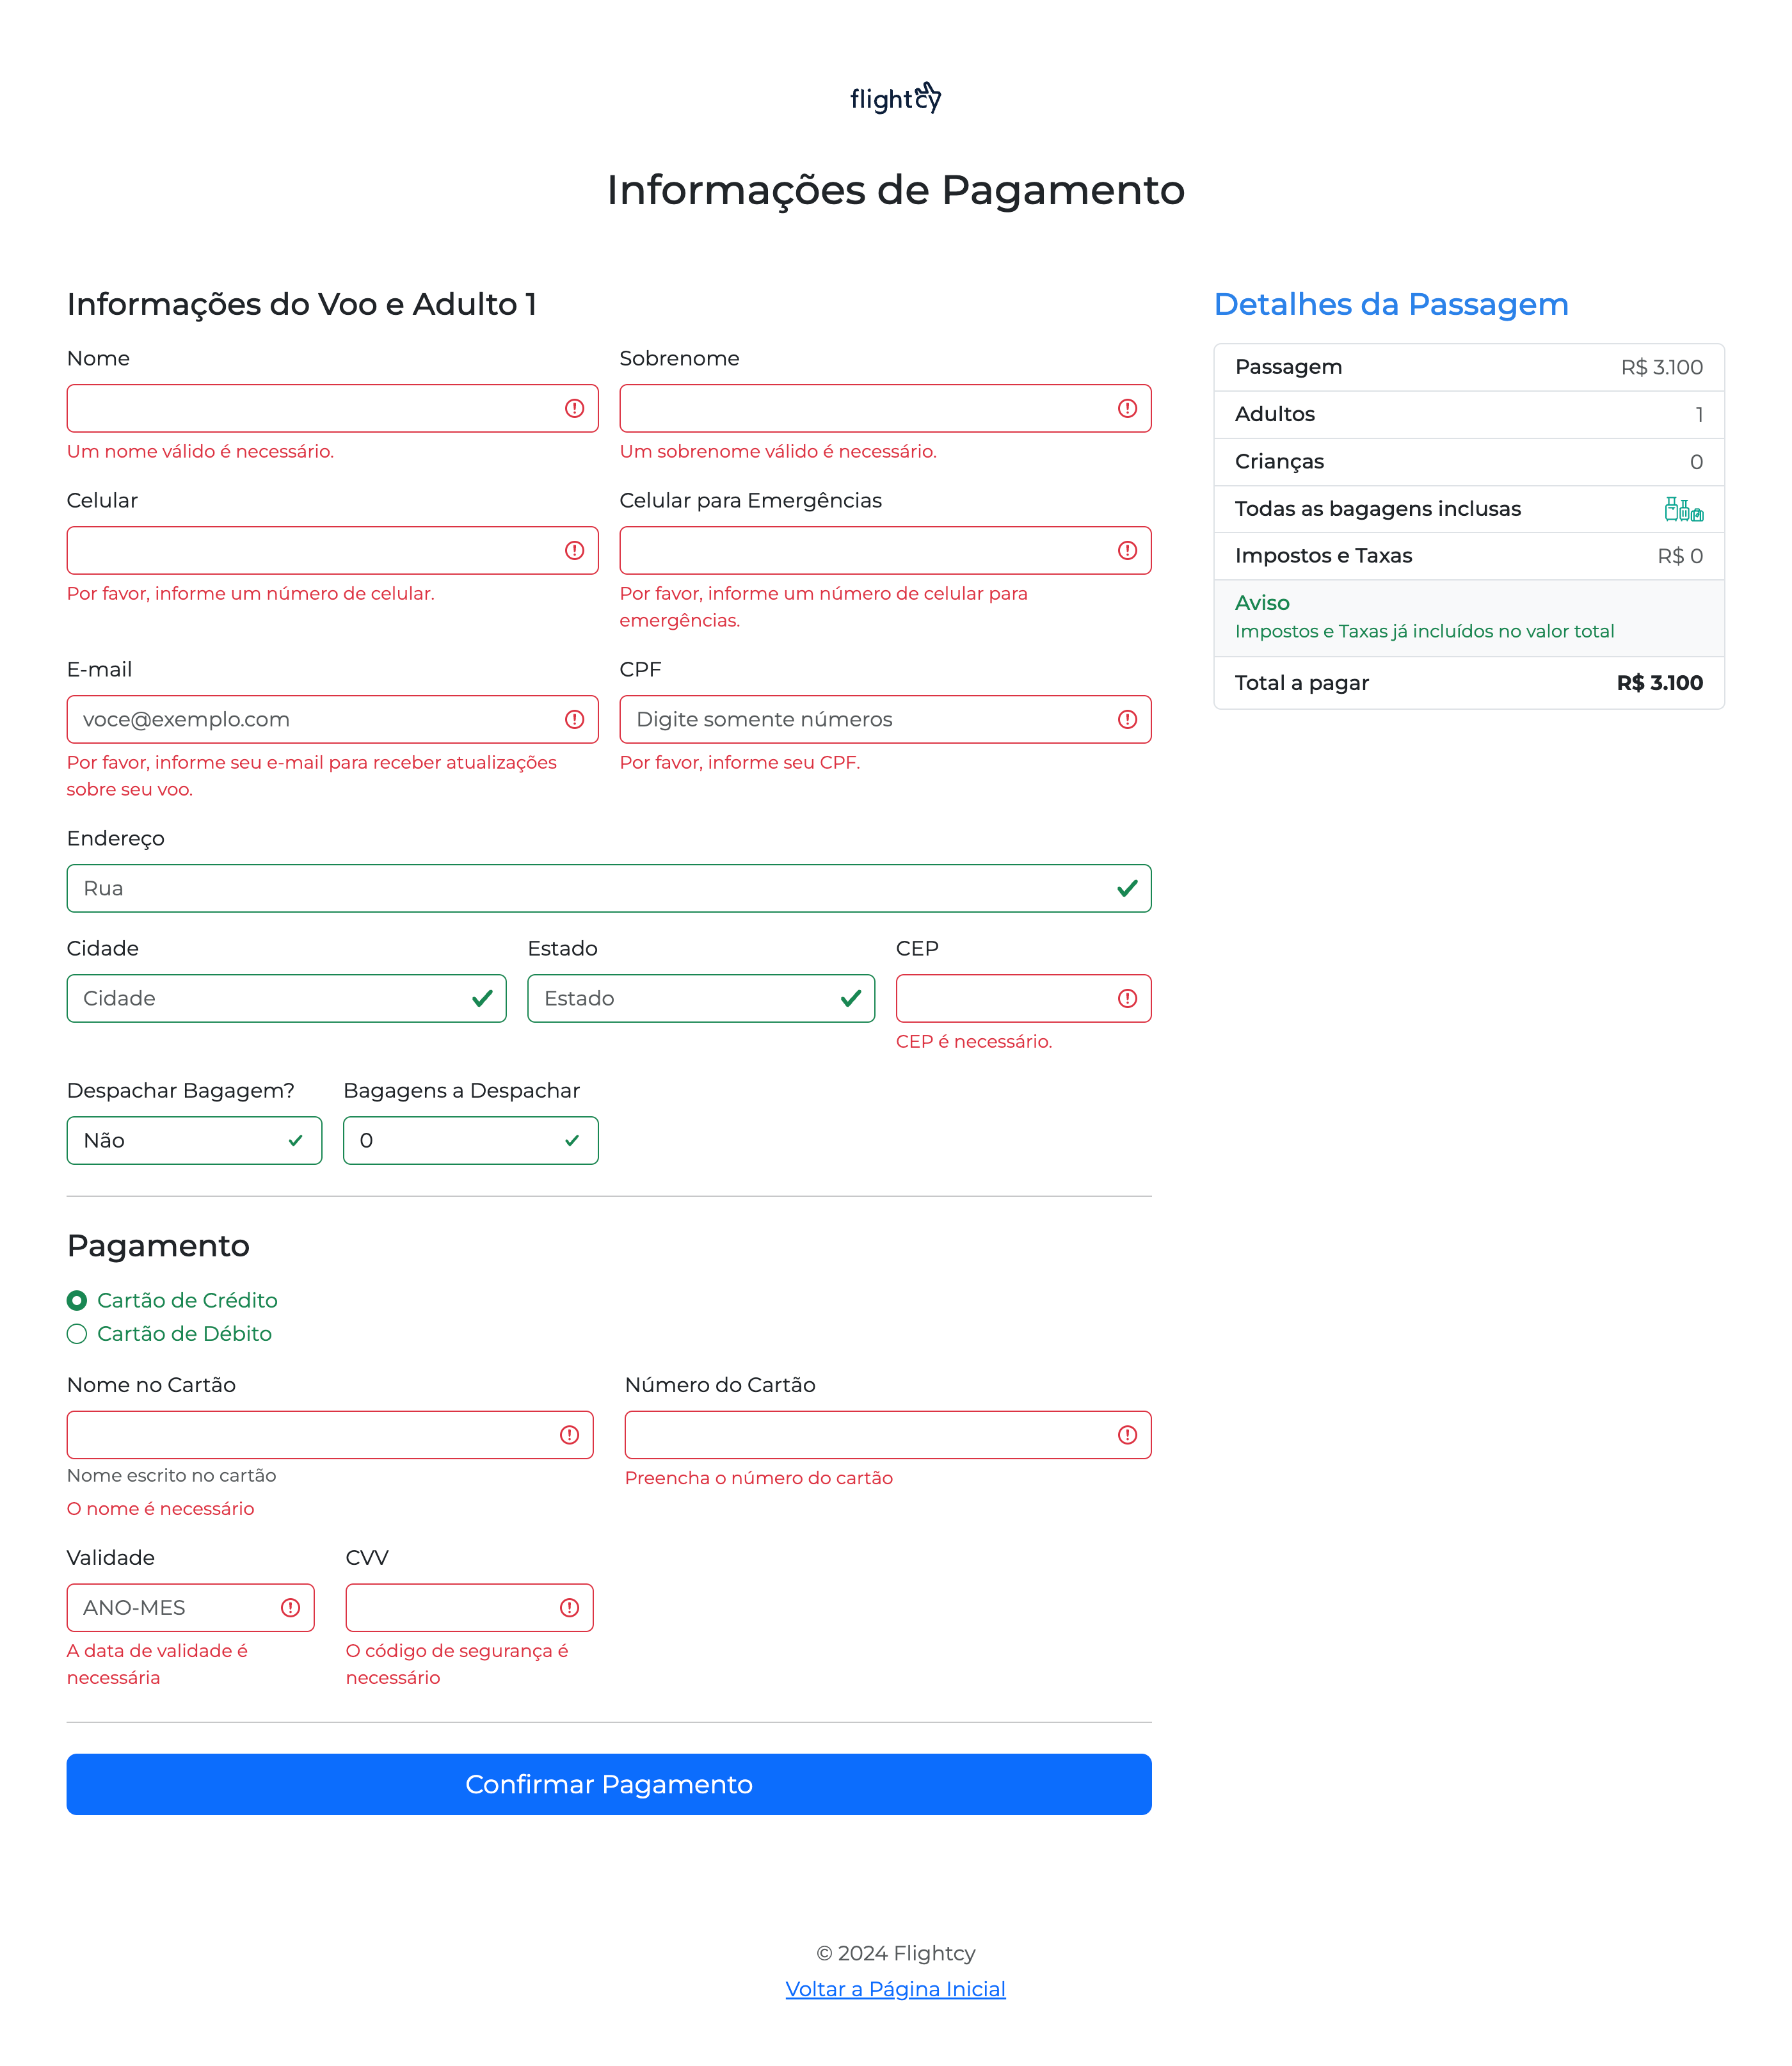 flightcy
Informações de Pagamento
Informações do Voo e Adulto 1
Nome
Sobrenome
Um nome válido é necessário.
Um sobrenome válido é necessário.
Celular
Celular para Emergências
Por favor, informe um número de celular.
Por favor, informe um número de celular para
emergências.
E-mail
CPF
voce@exemplo.com
Digite somente números
Por favor, informe seu e-mail para receber atualizações
sobre seu voo.
Por favor, informe seu CPF.
Endereço
Rua
Cidade
Estado
CEP
Cidade
Estado
CEP é necessário.
Despachar Bagagem?
Bagagens a Despachar
Não
0
Pagamento
Cartão de Crédito
Cartão de Débito
Nome no Cartão
Número do Cartão
Nome escrito no cartão
O nome é necessário
Preencha o número do cartão
Validade
CVV
ANO-MES
A data de validade é
necessária
O código de segurança é
necessário
Confirmar Pagamento
Detalhes da Passagem
Passagem R$ 3.100
Adultos 1
Crianças 0
Todas as bagagens inclusas
Impostos e Taxas R$ 0
Aviso
Impostos e Taxas já incluídos no valor total
Total a pagar R$ 3.100
© 2024 Flightcy
Voltar a Página Inicial